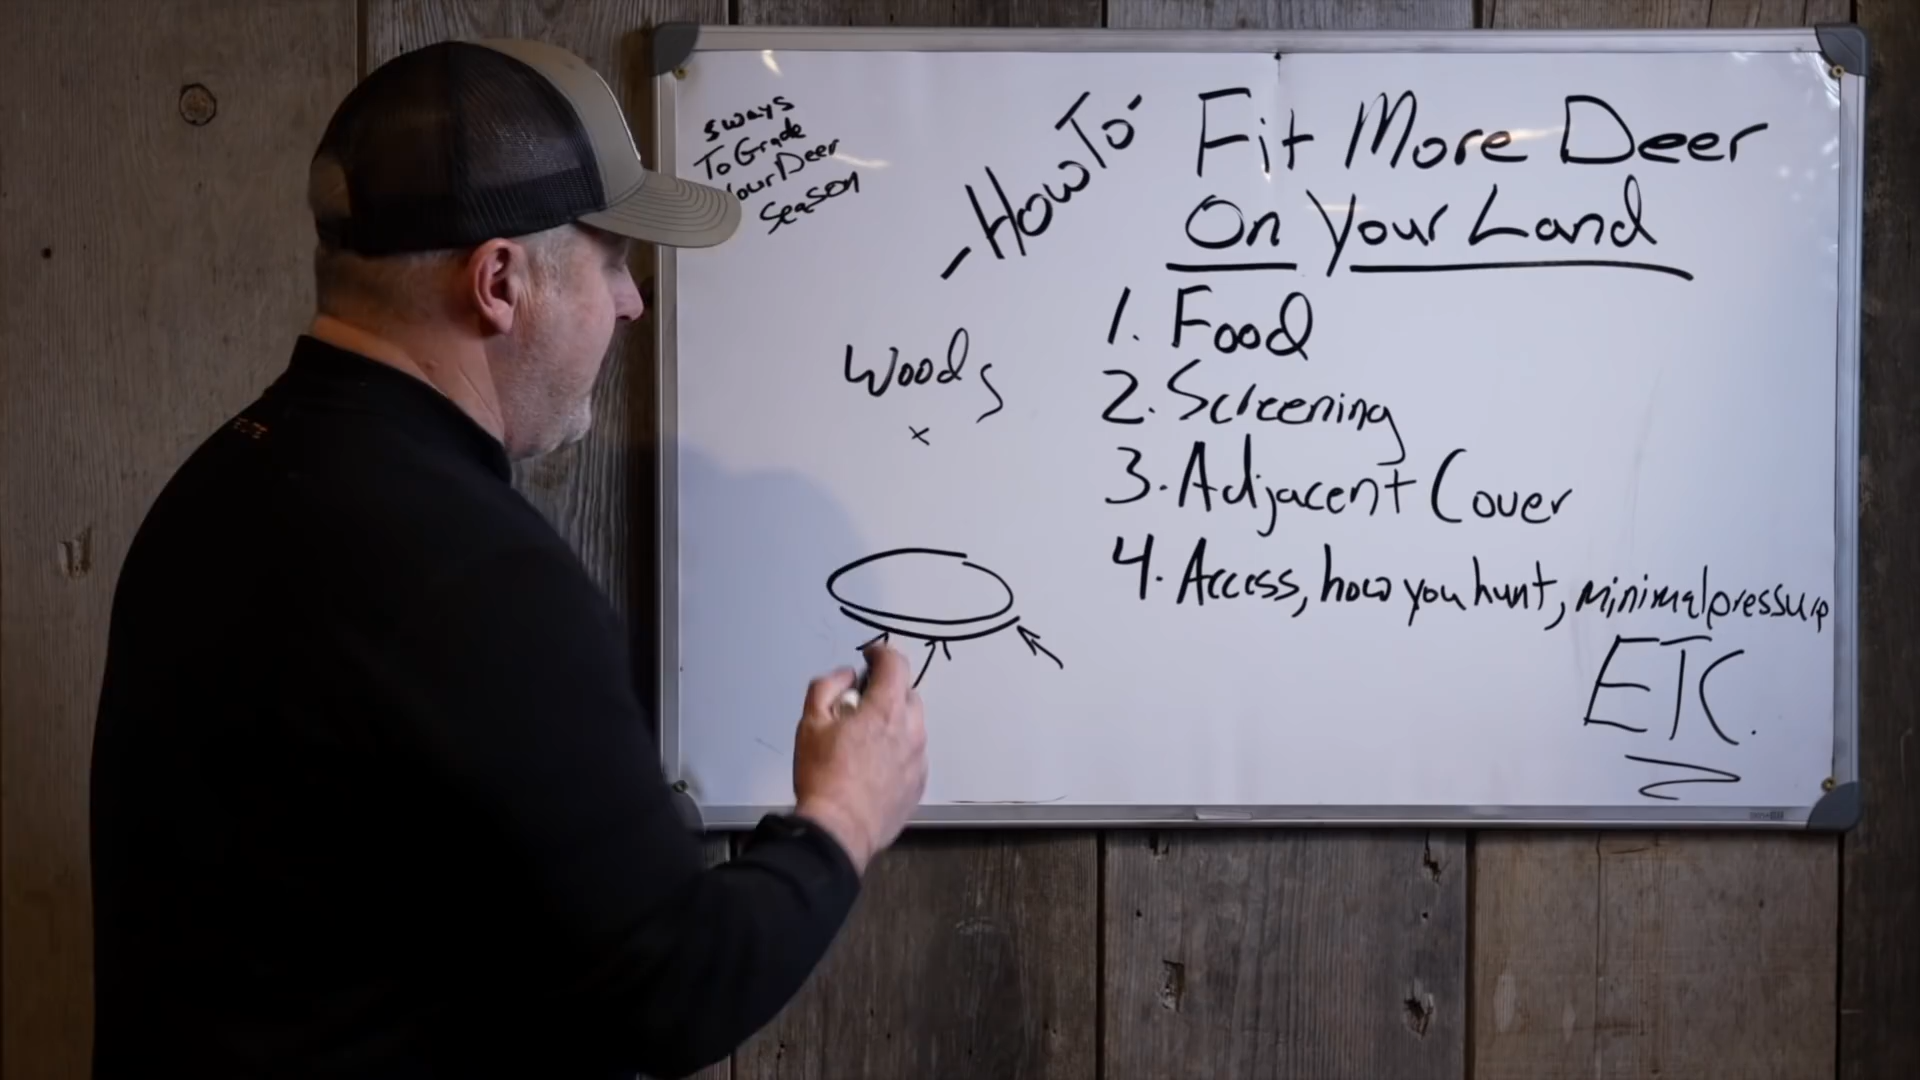 5 ways
To Grade
Your Deer
Season
- How To
Fit More Deer
On Your Land
1. Food
2. Screening
3. Adjacent Cover
4. Access, how you hunt, minimal pressure
ETC.
Woods
x